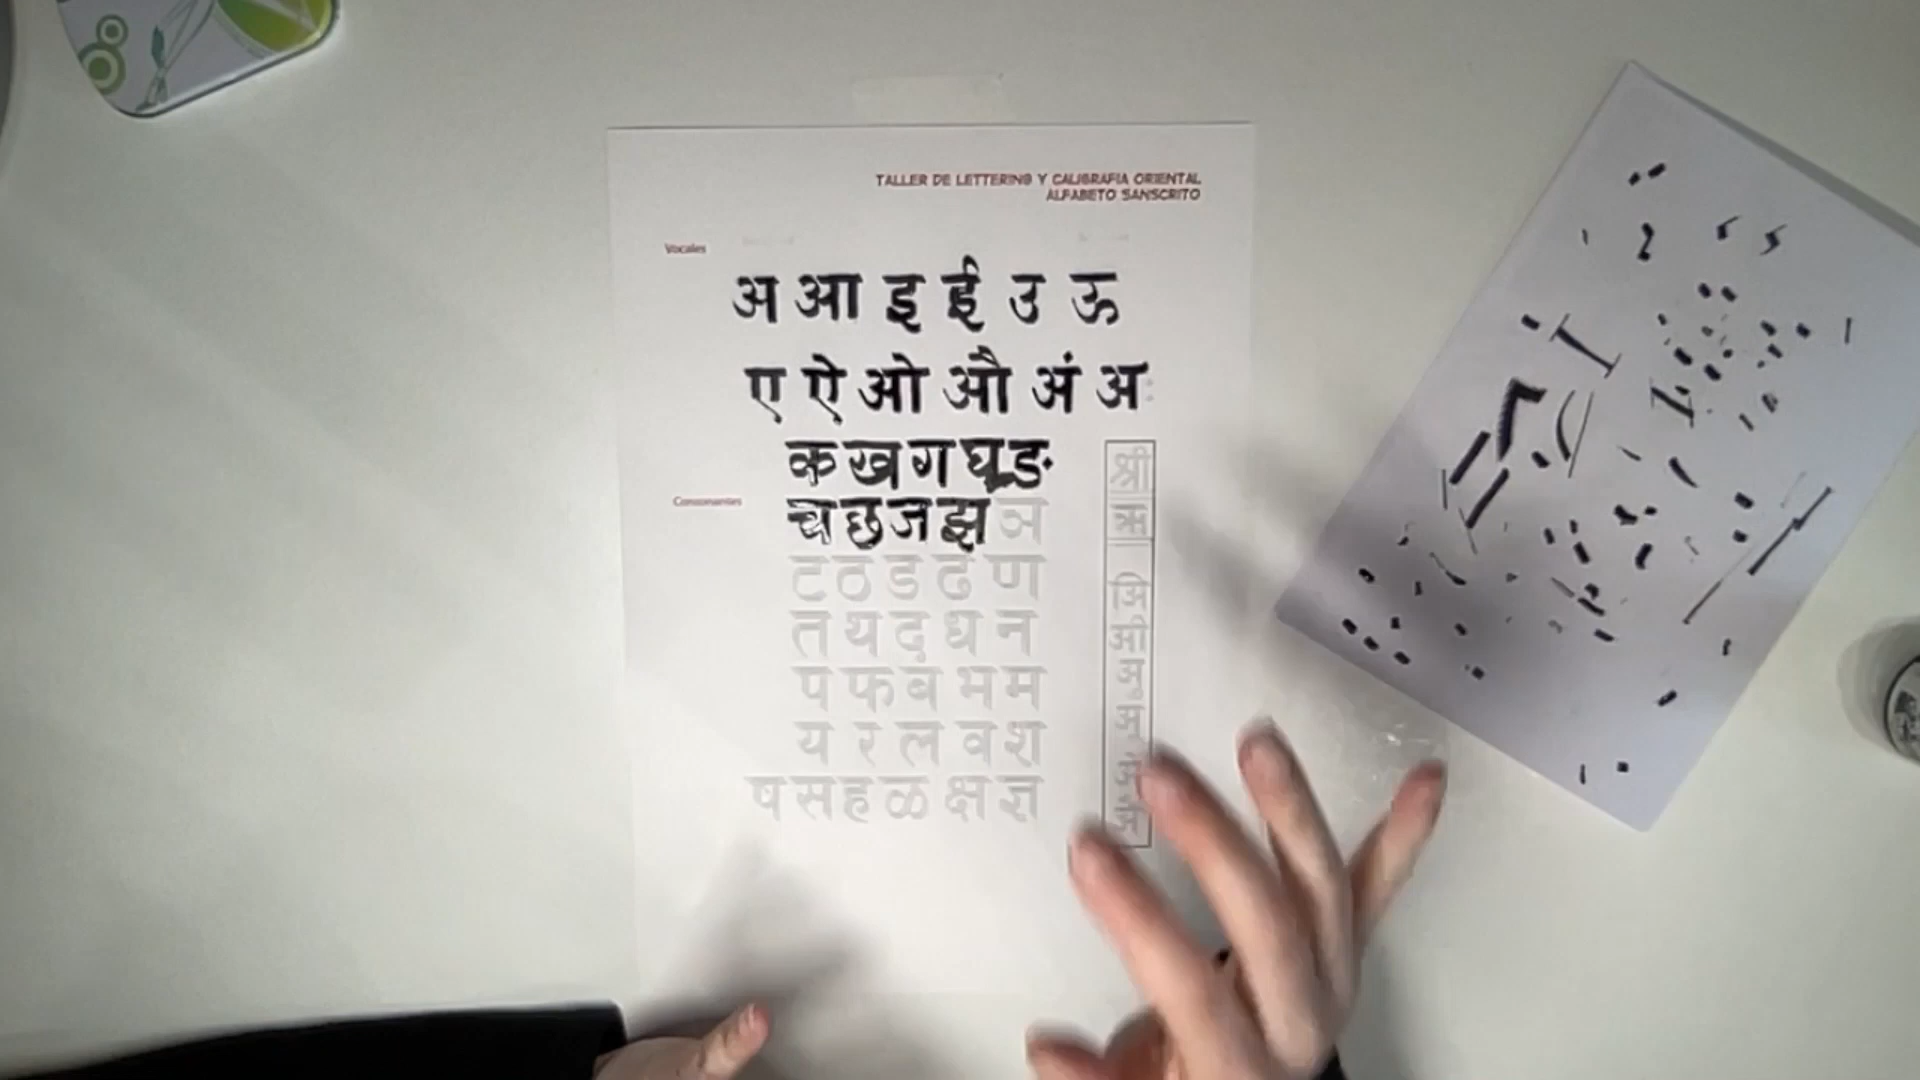 TALLER DE LETTERING Y CALIGRAFIA ORIENTAL
ALFABETO SANSCRITO
Vocales
अ आ इ ई उ ऊ
ए ऐ ओ औ अं अः
क ख ग घ ङ
Consonantes
च छ ज झ ञ
ट ठ ड ढ ण
त थ द ध न
प फ ब भ म
य र ल व श
ष स ह ळ क्ष ज्ञ
श्री
ऋ
अि
अी
अु
अू